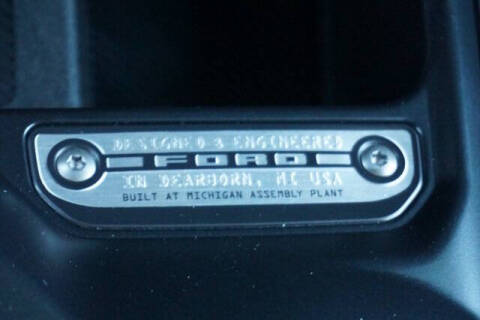 DESIGNED & ENGINEERED
FORD
IN DEARBORN, MI USA
BUILT AT MICHIGAN ASSEMBLY PLANT